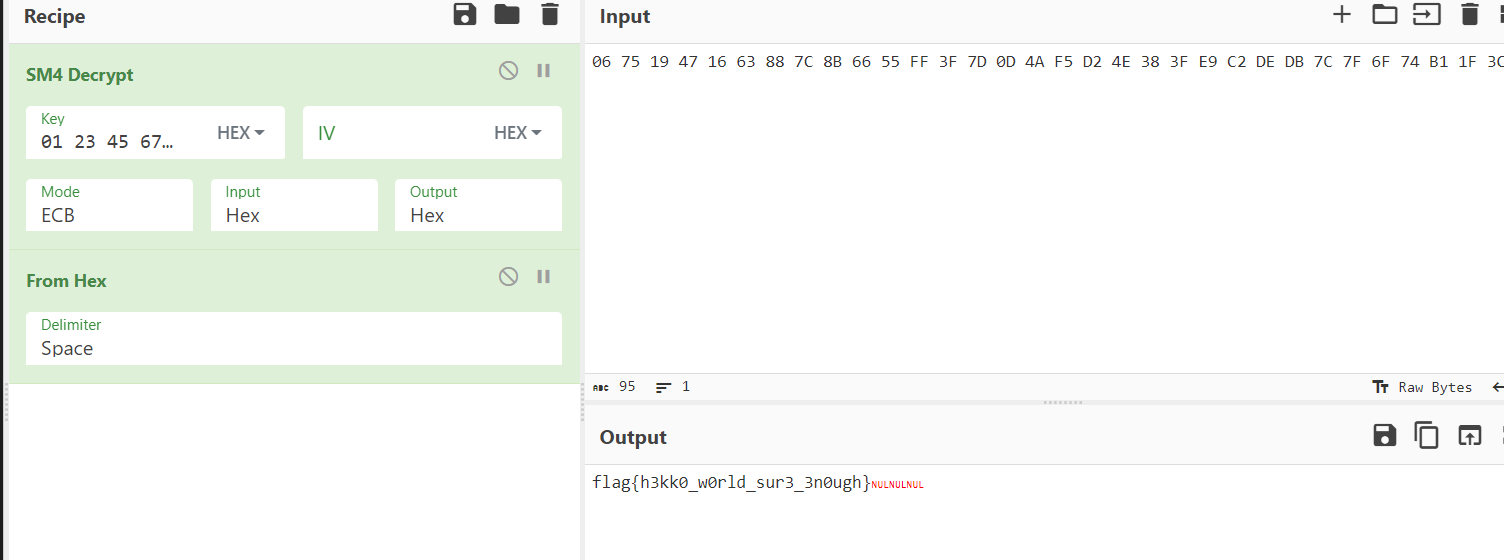 Recipe
SM4 Decrypt
Key
01 23 45 67…
HEX
IV
HEX
Mode
ECB
Input
Hex
Output
Hex
From Hex
Delimiter
Space
Input
06 75 19 47 16 63 88 7C 8B 66 55 FF 3F 7D 0D 4A F5 D2 4E 38 3F E9 C2 DE DB 7C 7F 6F 74 B1 1F 3C
ABC 95
1
Tт Raw Bytes
Output
flag{h3kk0_w0rld_sur3_3n0ugh}NULNULNUL